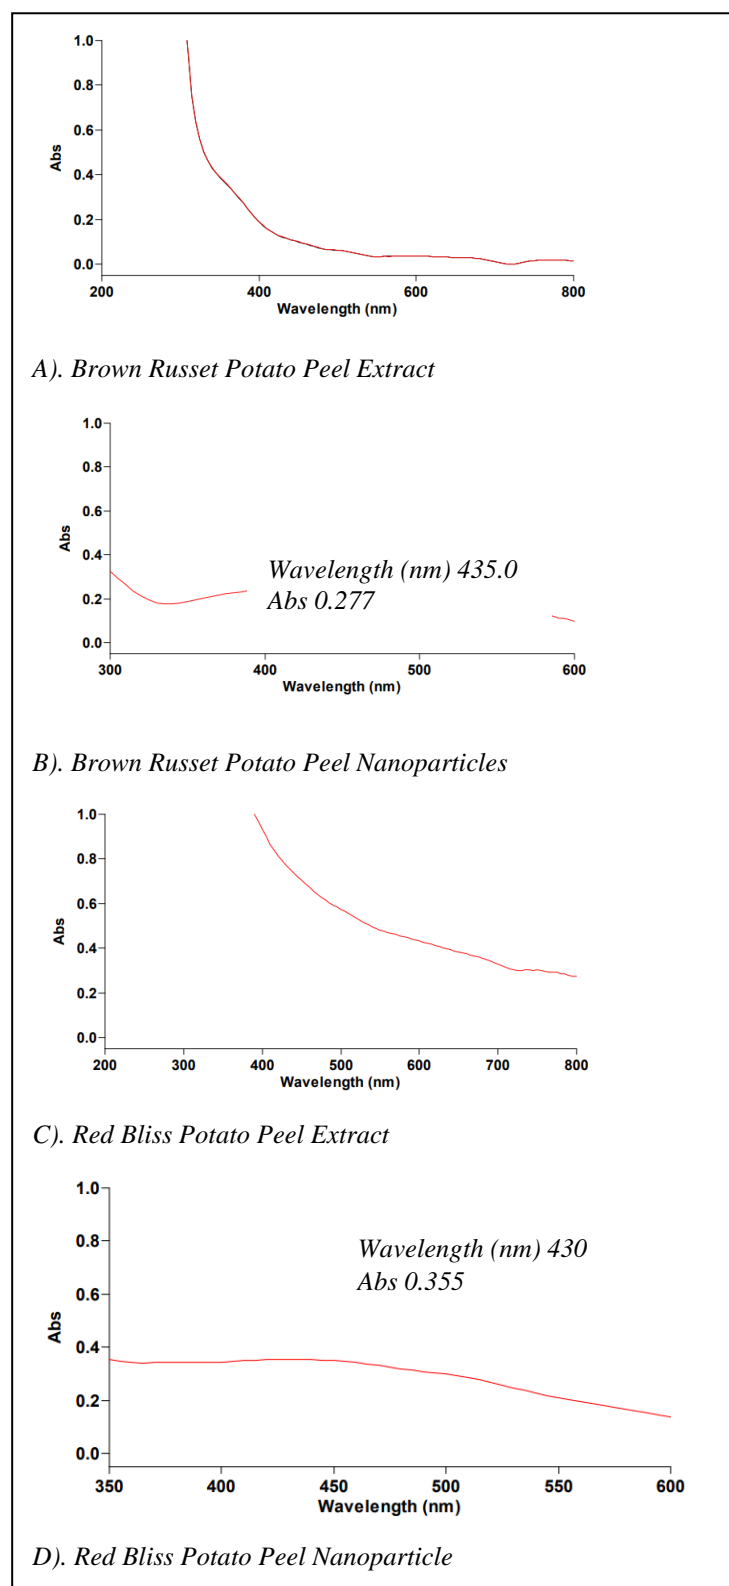 1.0
0.8
0.6
0.4
0.2
0.0
Abs
200 400 600 800
Wavelength (nm)
A). Brown Russet Potato Peel Extract
1.0
0.8
0.6
0.4
0.2
0.0
Abs
Wavelength (nm) 435.0
Abs 0.277
300 400 500 600
Wavelength (nm)
B). Brown Russet Potato Peel Nanoparticles
1.0
0.8
0.6
0.4
0.2
0.0
Abs
200 300 400 500 600 700 800
Wavelength (nm)
C). Red Bliss Potato Peel Extract
1.0
0.8
0.6
0.4
0.2
0.0
Abs
Wavelength (nm) 430
Abs 0.355
350 400 450 500 550 600
Wavelength (nm)
D). Red Bliss Potato Peel Nanoparticle